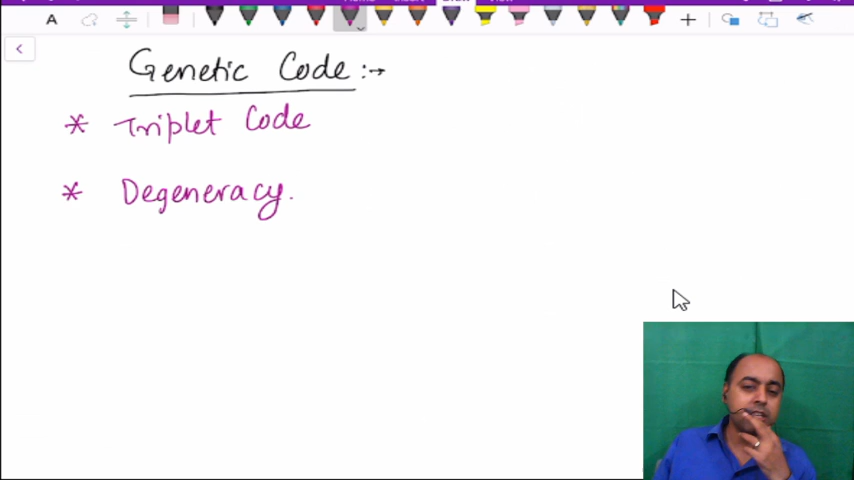 Genetic Code :→
* Triplet Code
* Degeneracy.